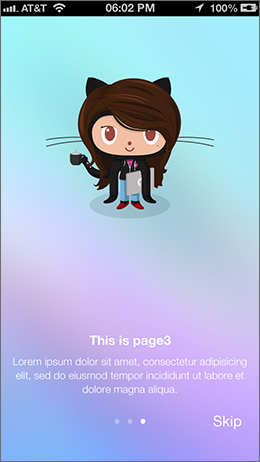 AT&T 06:02 PM 100%
This is page3
Lorem ipsum dolor sit amet, consectetur adipisicing
elit, sed do eiusmod tempor incididunt ut labore et
dolore magna aliqua.
Skip